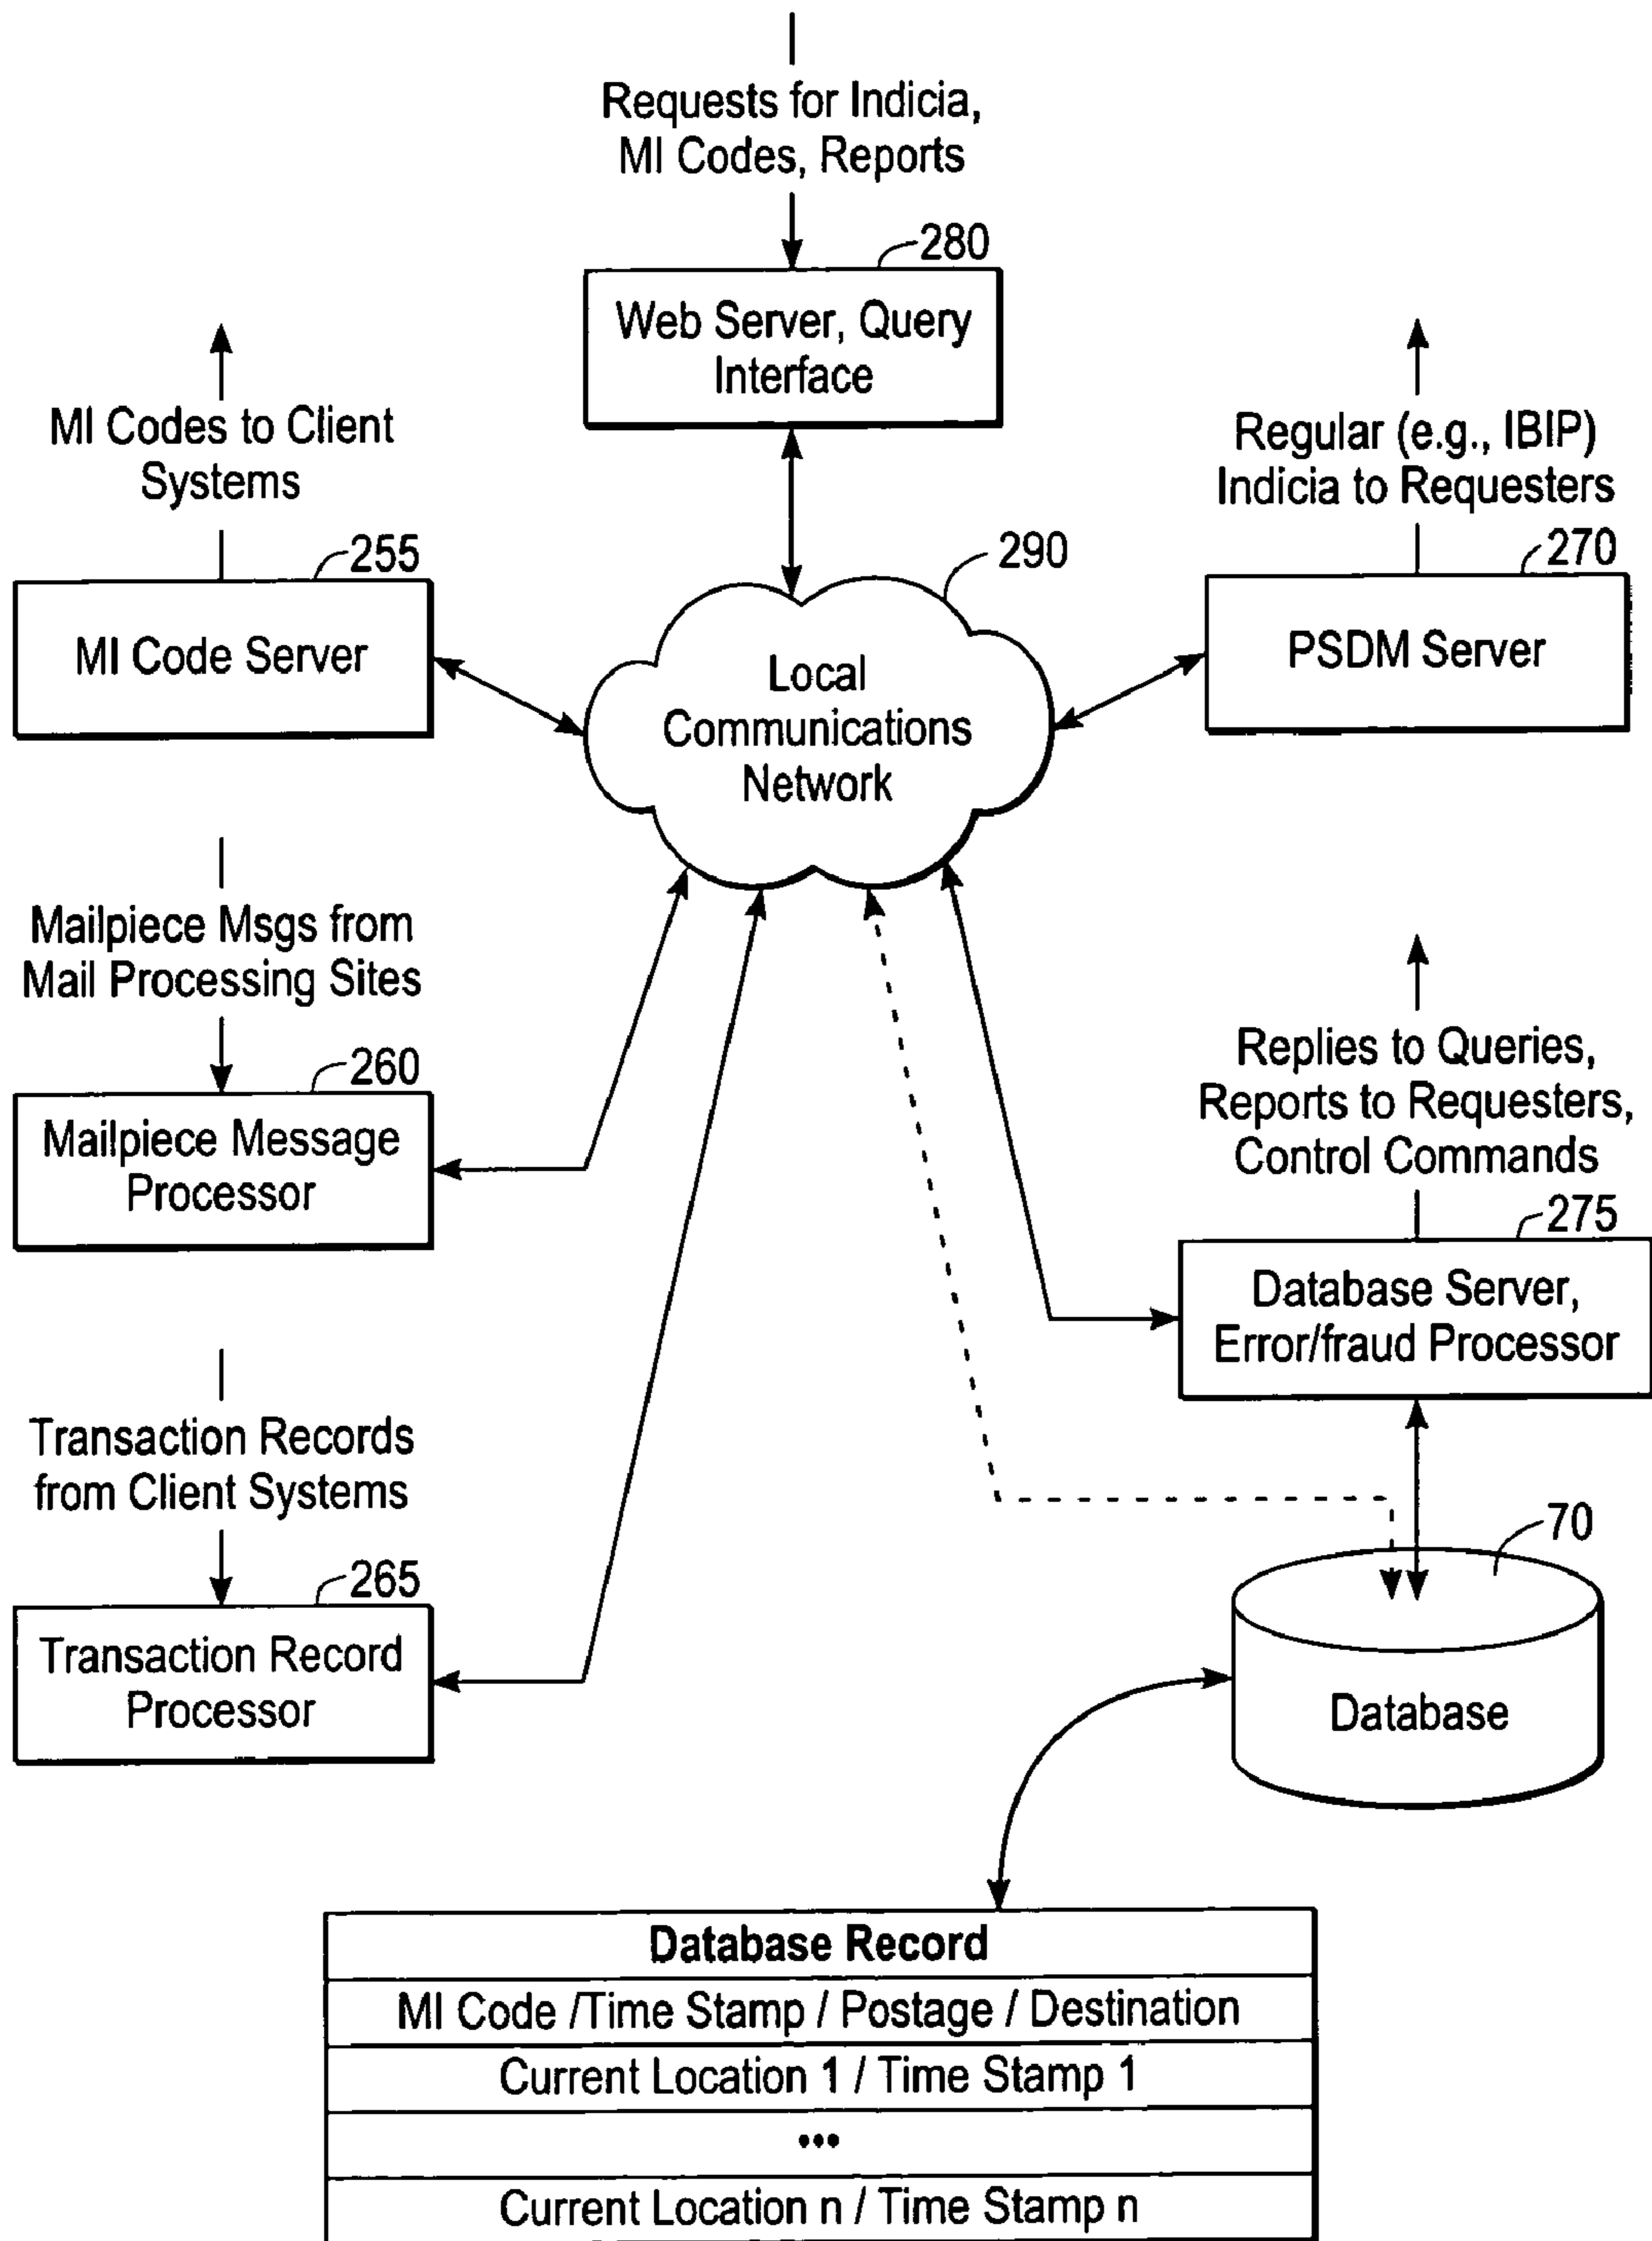 Requests for Indicia,
MI Codes, Reports
280
Web Server, Query
Interface
MI Codes to Client
Systems
255
MI Code Server
290
Local
Communications
Network
Regular (e.g., IBIP)
Indicia to Requesters
270
PSDM Server
Mailpiece Msgs from
Mail Processing Sites
260
Mailpiece Message
Processor
Replies to Queries,
Reports to Requesters,
Control Commands
275
Database Server,
Error/fraud Processor
Transaction Records
from Client Systems
265
Transaction Record
Processor
70
Database
Database Record
MI Code /Time Stamp / Postage / Destination
Current Location 1 / Time Stamp 1
•••
Current Location n / Time Stamp n